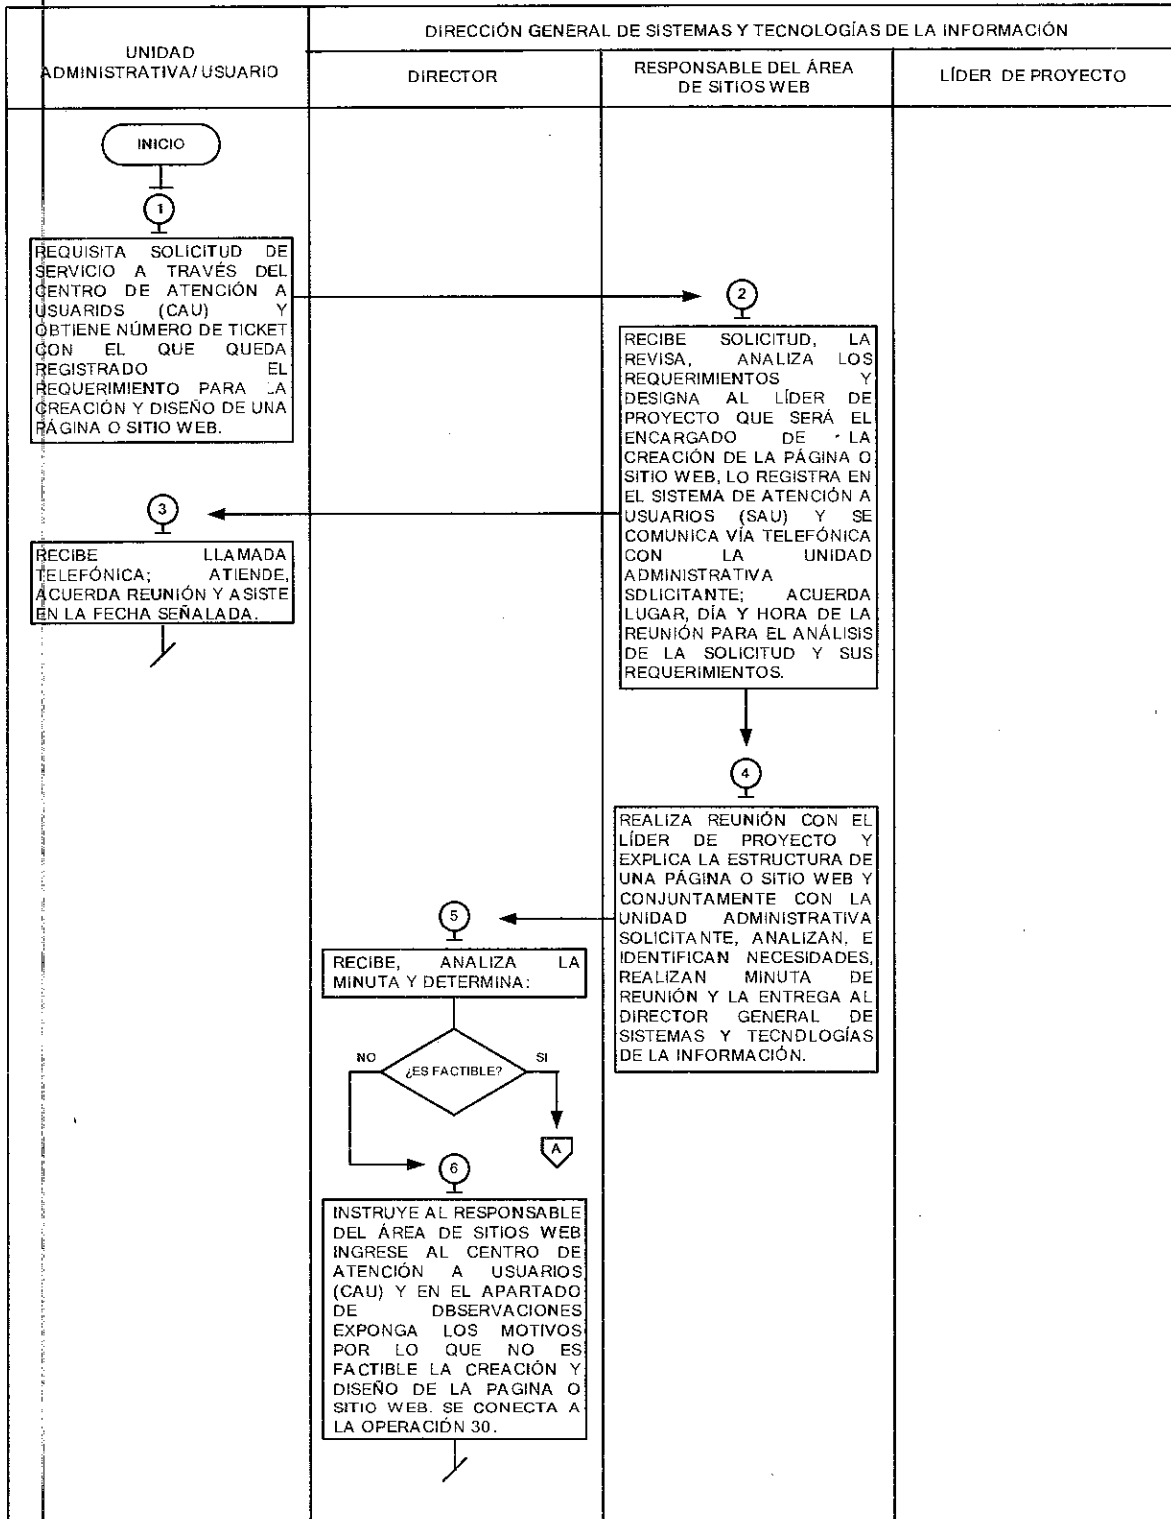 DIRECCIÓN GENERAL DE SISTEMAS Y TECNOLOGÍAS DE LA INFORMACIÓN
UNIDAD
ADMINISTRATIVA/ USUARIO
DIRECTOR
RESPONSABLE DEL ÁREA
DE SITIOS WEB
LÍDER DE PROYECTO
INICIO
1
REQUISITA SOLICITUD DE
SERVICIO A TRAVÉS DEL
CENTRO DE ATENCIÓN A
USUARIDS (CAU) Y
OBTIENE NÚMERO DE TICKET
CON EL QUE QUEDA
REGISTRADO EL
REQUERIMIENTO PARA LA
CREACIÓN Y DISEÑO DE UNA
PÁGINA O SITIO WEB.
2
RECIBE SOLICITUD, LA
REVISA, ANALIZA LOS
REQUERIMIENTOS Y
DESIGNA AL LÍDER DE
PROYECTO QUE SERÁ EL
ENCARGADO DE LA
CREACIÓN DE LA PÁGINA O
SITIO WEB, LO REGISTRA EN
EL SISTEMA DE ATENCIÓN A
USUARIOS (SAU) Y SE
COMUNICA VÍA TELEFÓNICA
CON LA UNIDAD
ADMINISTRATIVA
SDLICITANTE; ACUERDA
LUGAR, DÍA Y HORA DE LA
REUNIÓN PARA EL ANÁLISIS
DE LA SOLICITUD Y SUS
REQUERIMIENTOS.
3
RECIBE LLAMADA
TELEFÓNICA; ATIENDE,
ACUERDA REUNIÓN Y ASISTE
EN LA FECHA SEÑALADA.
4
REALIZA REUNIÓN CON EL
LÍDER DE PROYECTO Y
EXPLICA LA ESTRUCTURA DE
UNA PÁGINA O SITIO WEB Y
CONJUNTAMENTE CON LA
UNIDAD ADMINISTRATIVA
SOLICITANTE, ANALIZAN, E
IDENTIFICAN NECESIDADES,
REALIZAN MINUTA DE
REUNIÓN Y LA ENTREGA AL
DIRECTOR GENERAL DE
SISTEMAS Y TECNDLOGÍAS
DE LA INFORMACIÓN.
5
RECIBE, ANALIZA LA
MINUTA Y DETERMINA:
NO
¿ES FACTIBLE?
SI
A
6
INSTRUYE AL RESPONSABLE
DEL ÁREA DE SITIOS WEB
INGRESE AL CENTRO DE
ATENCIÓN A USUARIOS
(CAU) Y EN EL APARTADO
DE DBSERVACIONES
EXPONGA LOS MOTIVOS
POR LO QUE NO ES
FACTIBLE LA CREACIÓN Y
DISEÑO DE LA PAGINA O
SITIO WEB. SE CONECTA A
LA OPERACIÓN 30.